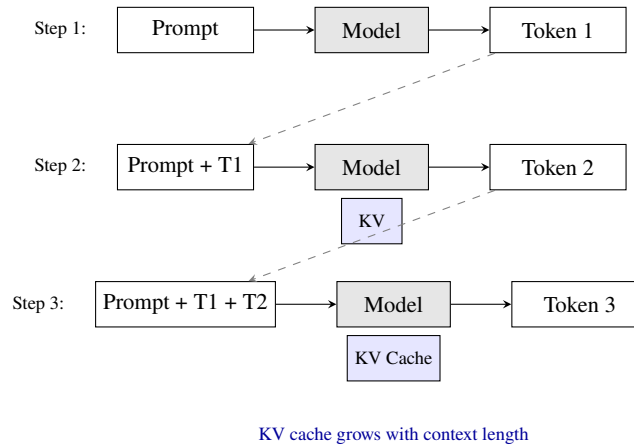 Step 1: Prompt Model Token 1
Step 2: Prompt + T1 Model Token 2
KV
Step 3: Prompt + T1 + T2 Model Token 3
KV Cache
KV cache grows with context length